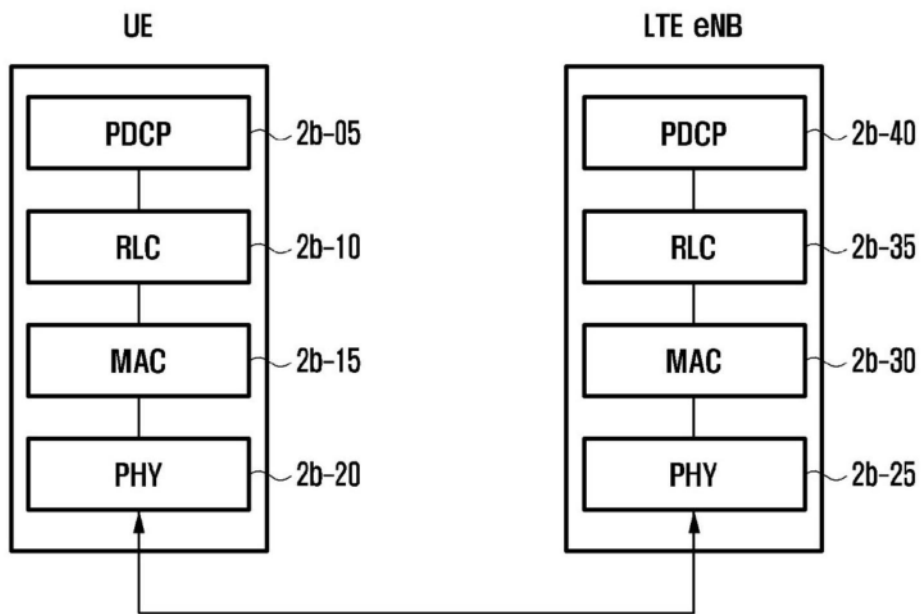 UE LTE eNB
PDCP 2b-05 PDCP 2b-40
RLC 2b-10 RLC 2b-35
MAC 2b-15 MAC 2b-30
PHY 2b-20 PHY 2b-25